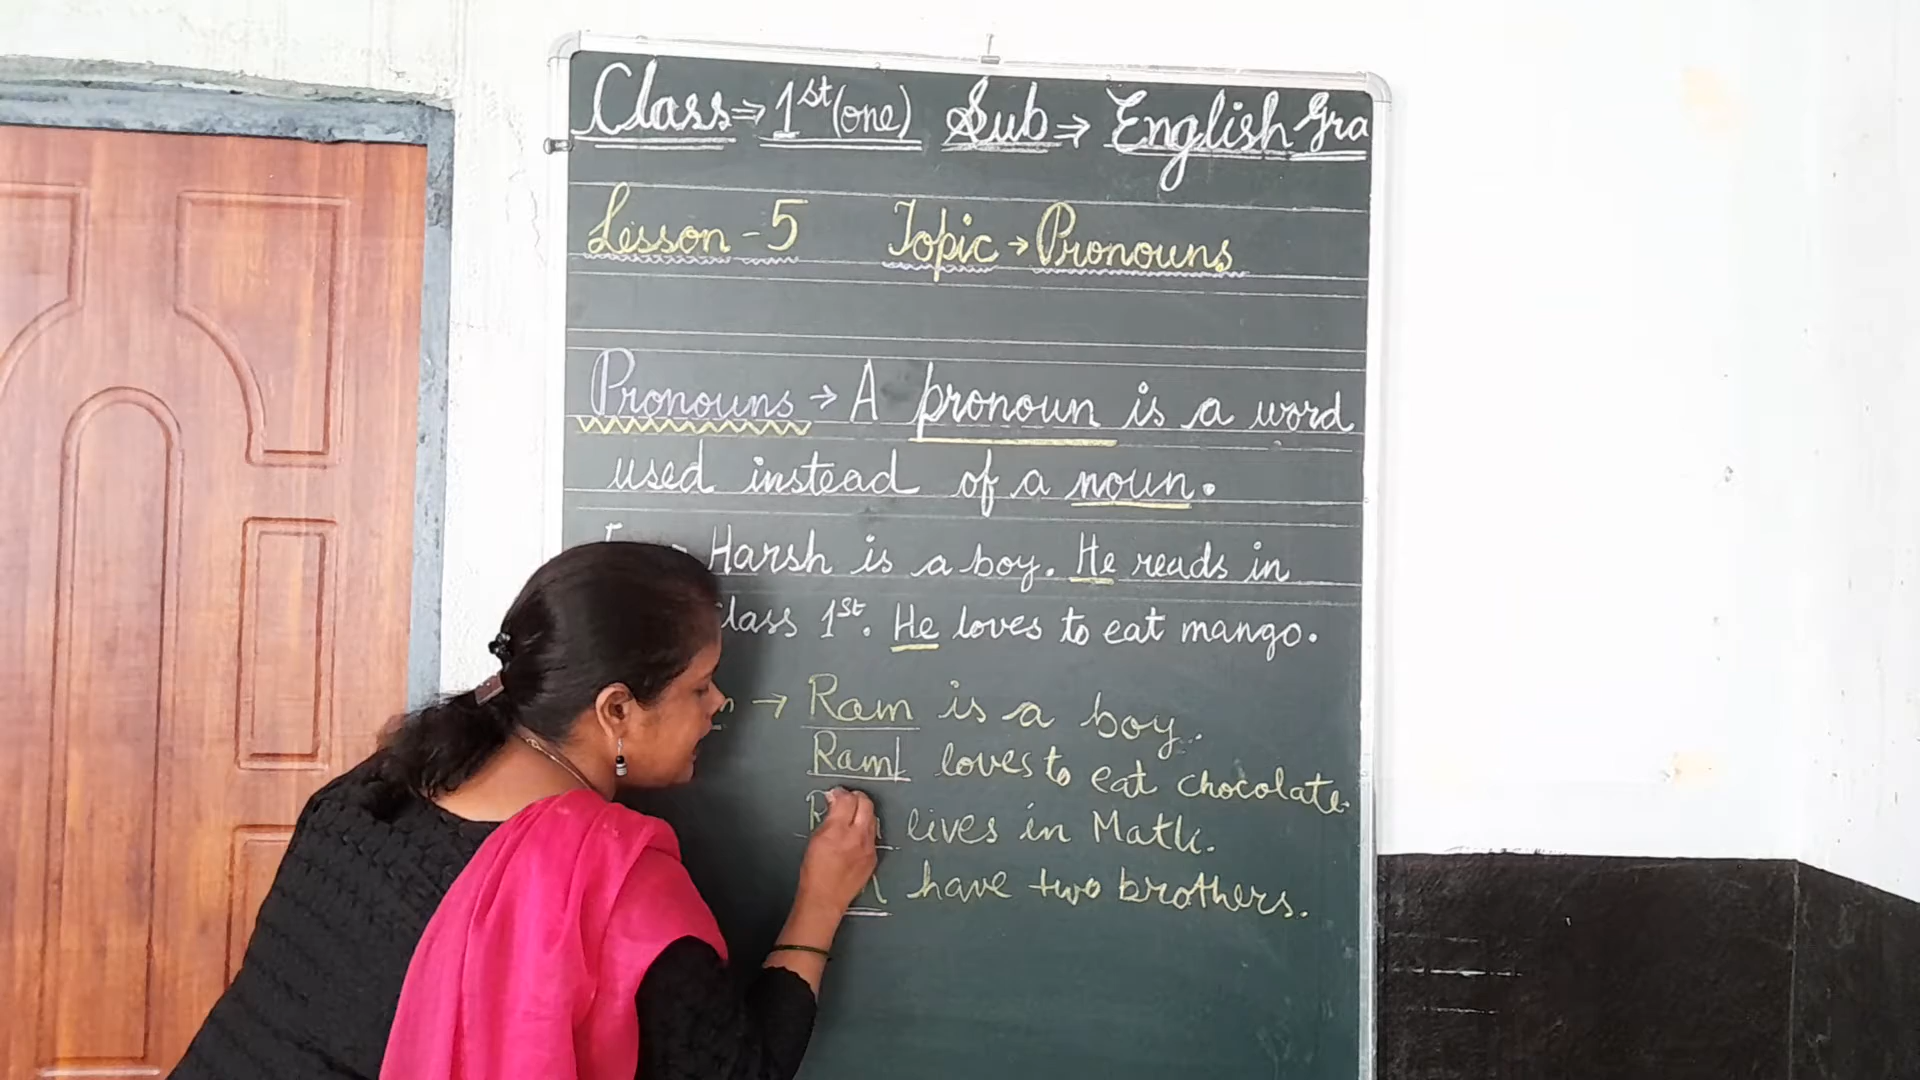 Class ⇒ 1st (one) Sub ⇒ English Gra
Lesson - 5 Topic → Pronouns
Pronouns → A pronoun is a word
used instead of a noun.
Harsh is a boy. He reads in
class 1st. He loves to eat mango.
→ Ram is a boy.
Ram loves to eat chocolate.
lives in Matli.
have two brothers.